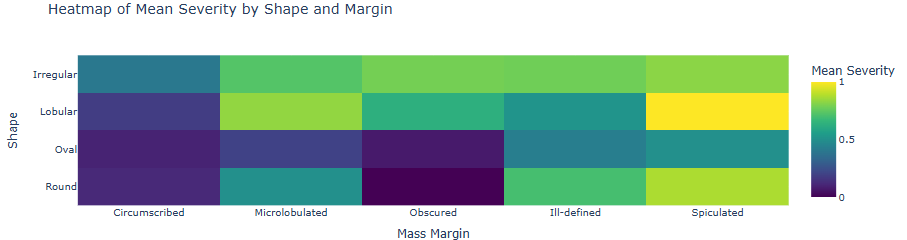 Heatmap of Mean Severity by Shape and Margin
Mean Severity
1
0.5
0
Shape
Irregular
Lobular
Oval
Round
Circumscribed Microlobulated Obscured Ill-defined Spiculated
Mass Margin